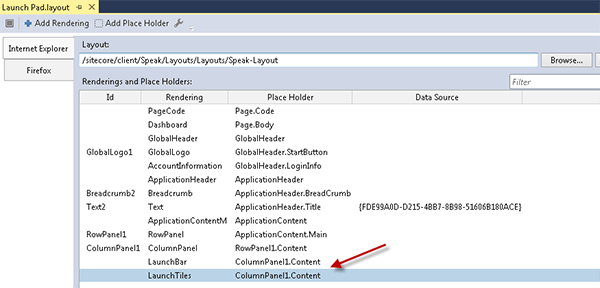 Launch Pad.layout
Add Rendering Add Place Holder
Internet Explorer
Firefox
Layout:
/sitecore/client/Speak/Layouts/Layouts/Speak-Layout
Browse...
Renderings and Place Holders:
Filter
Id Rendering Place Holder Data Source
PageCode Page.Code
Dashboard Page.Body
GlobalHeader GlobalHeader
GlobalLogo1 GlobalLogo GlobalHeader.StartButton
AccountInformation GlobalHeader.LoginInfo
ApplicationHeader ApplicationHeader
Breadcrumb2 Breadcrumb ApplicationHeader.BreadCrumb
Text2 Text ApplicationHeader.Title {FDE99A0D-D215-4BB7-8B98-51606B180ACE}
ApplicationContentM ApplicationContent
RowPanel1 RowPanel ApplicationContent.Main
ColumnPanel1 ColumnPanel RowPanel1.Content
LaunchBar ColumnPanel1.Content
LaunchTiles ColumnPanel1.Content